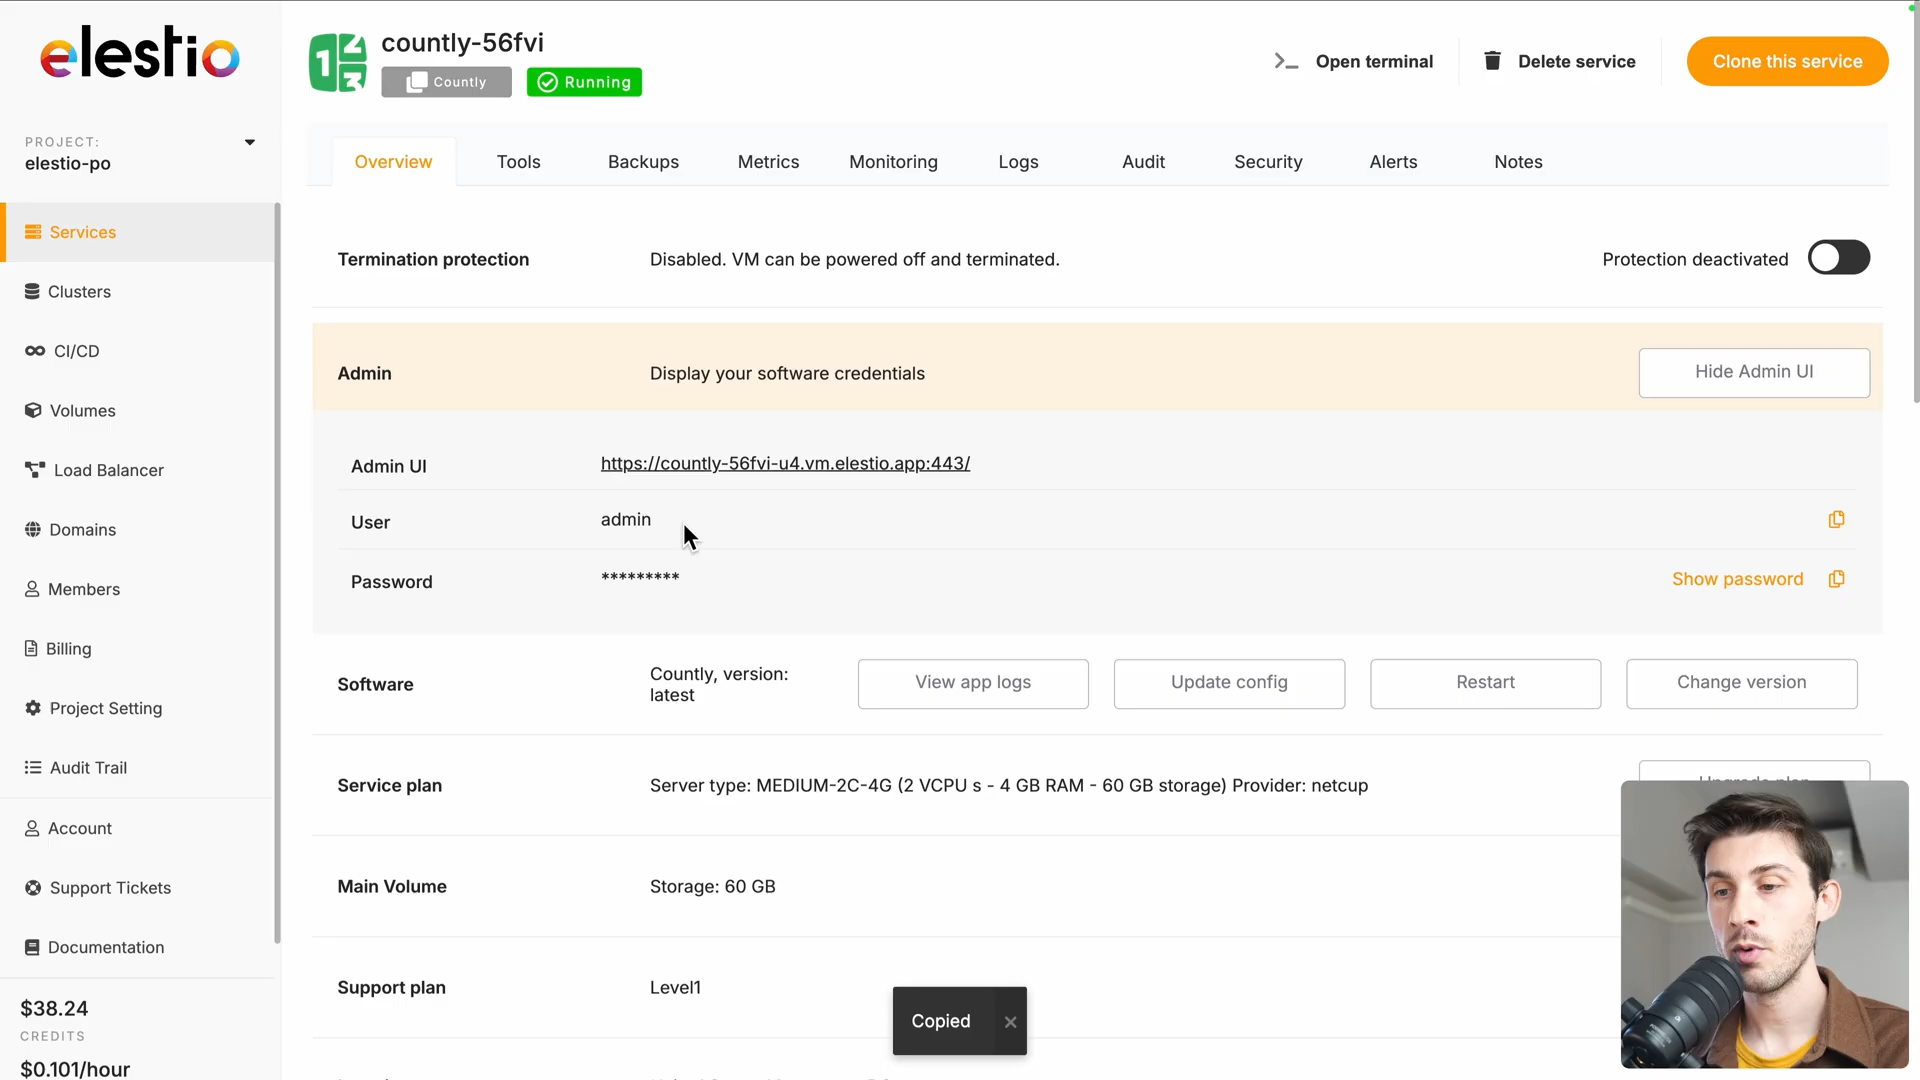 elestio
countly-56fvi
Countly
Running
Open terminal
Delete service
Clone this service
PROJECT:
elestio-po
Overview
Tools
Backups
Metrics
Monitoring
Logs
Audit
Security
Alerts
Notes
Services
Clusters
CI/CD
Volumes
Load Balancer
Domains
Members
Billing
Project Setting
Audit Trail
Account
Support Tickets
Documentation
$38.24
CREDITS
$0.101/hour
Termination protection
Disabled. VM can be powered off and terminated.
Protection deactivated
Admin
Display your software credentials
Hide Admin UI
Admin UI
https://countly-56fvi-u4.vm.elestio.app:443/
User
admin
Password
*********
Show password
Software
Countly, version:
latest
View app logs
Update config
Restart
Change version
Service plan
Server type: MEDIUM-2C-4G (2 VCPU s - 4 GB RAM - 60 GB storage) Provider: netcup
Main Volume
Storage: 60 GB
Support plan
Level1
Copied